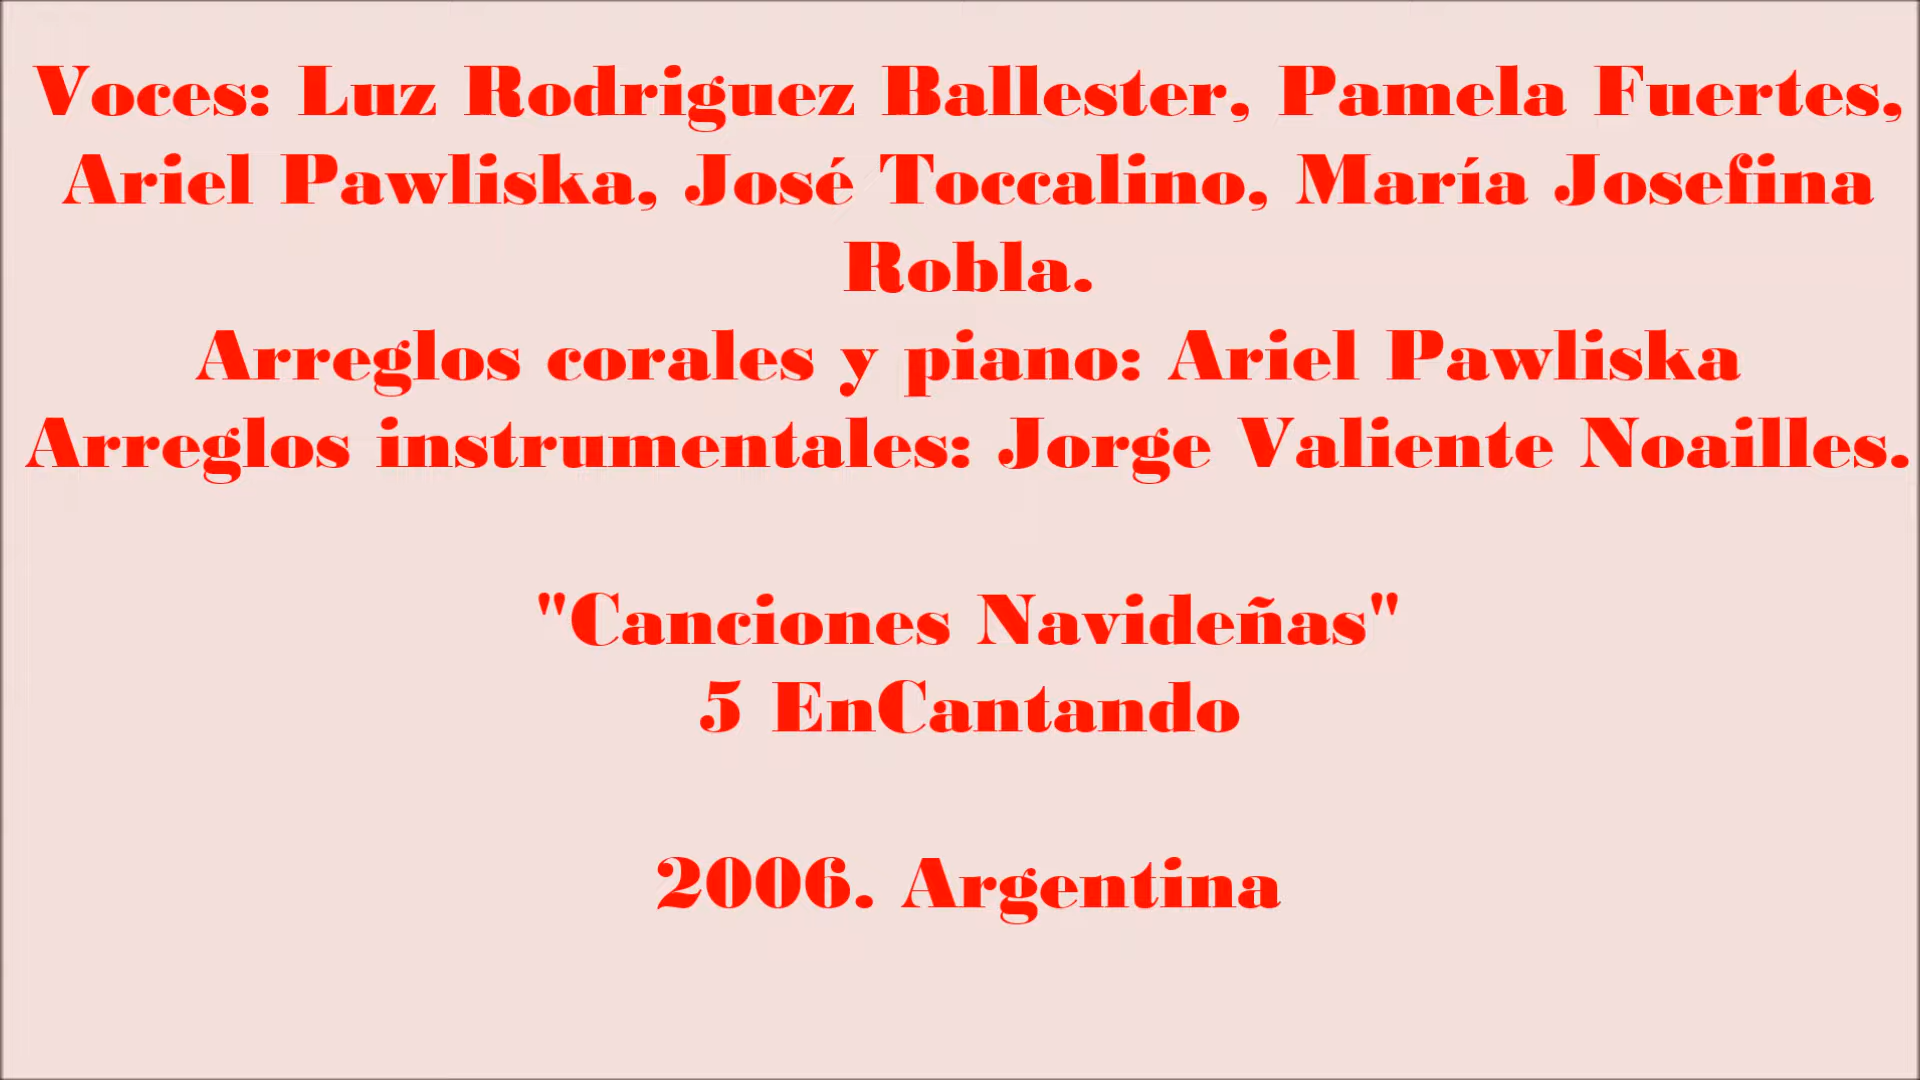 Voces: Luz Rodriguez Ballester, Pamela Fuertes,
Ariel Pawliska, José Toccalino, María Josefina
Robla.
Arreglos corales y piano: Ariel Pawliska
Arreglos instrumentales: Jorge Valiente Noailles.
"Canciones Navideñas"
5 EnCantando
2006. Argentina